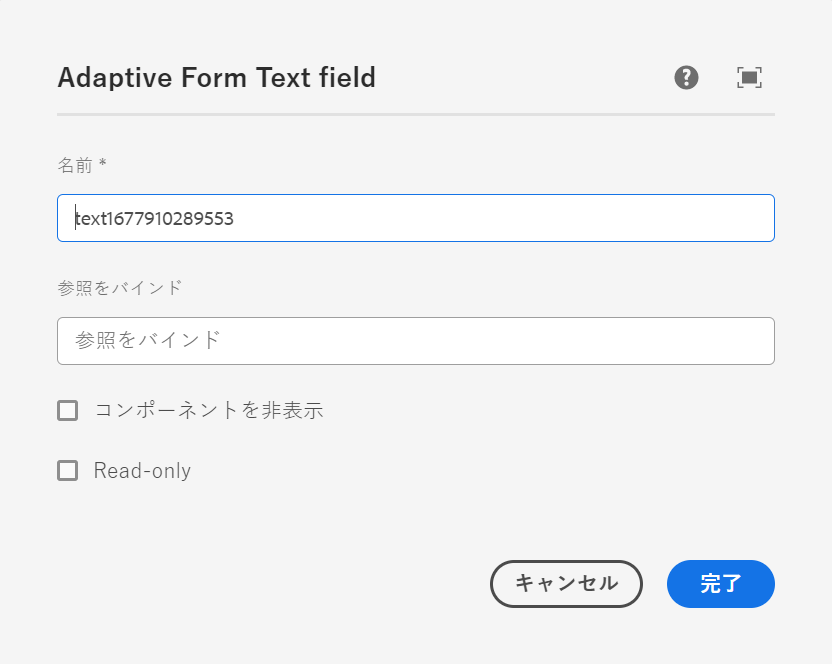 Adaptive Form Text field
名前 *
text1677910289553
参照をバインド
参照をバインド
コンポーネントを非表示
Read-only
キャンセル
完了